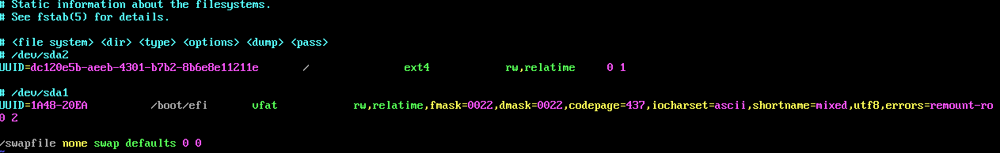 # Static information about the filesystems.
# See fstab(5) for details.
# <file system> <dir> <type> <options> <dump> <pass>
# /dev/sda2
UUID=dc120e5b-aeeb-4301-b7b2-8b6e8e11211e / ext4 rw,relatime 0 1
# /dev/sda1
UUID=1A48-20EA /boot/efi vfat rw,relatime,fmask=0022,dmask=0022,codepage=437,iocharset=ascii,shortname=mixed,utf8,errors=remount-ro
0 2
/swapfile none swap defaults 0 0
~